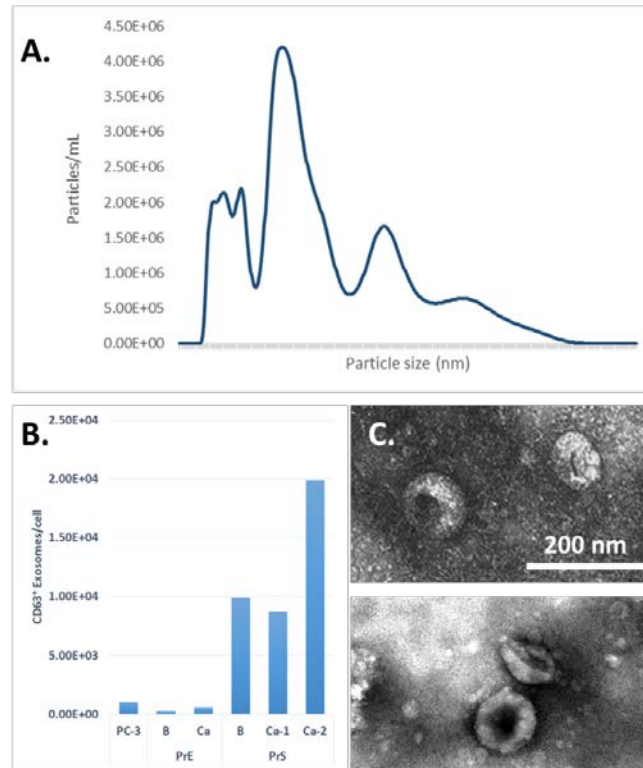 A.
4.50E+06
4.00E+06
3.50E+06
3.00E+06
2.50E+06
2.00E+06
1.50E+06
1.00E+06
5.00E+05
0.00E+00
Particles/mL
Particle size (nm)
B.
2.50E+04
2.00E+04
1.50E+04
1.00E+04
5.00E+03
0.00E+00
CD63⁺ Exosomes/cell
PC-3 B Ca B Ca-1 Ca-2
PrE PrS
C.
200 nm